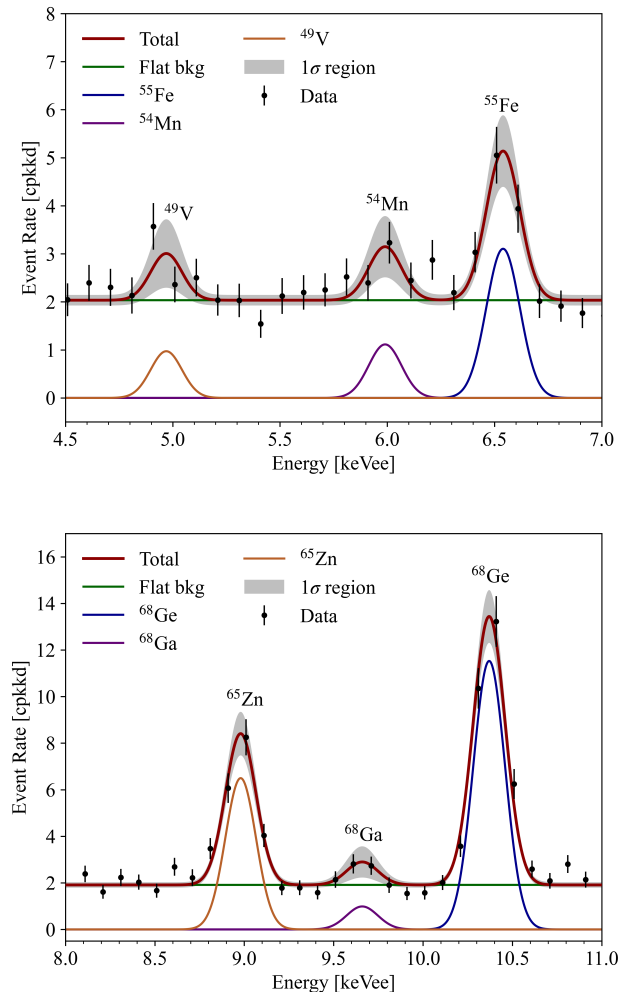 Total
Flat bkg
⁵⁵Fe
⁵⁴Mn
⁴⁹V
1σ region
Data
⁴⁹V
⁵⁴Mn
⁵⁵Fe
Event Rate [cpkkd]
8
7
6
5
4
3
2
1
0
4.5 5.0 5.5 6.0 6.5 7.0
Energy [keVee]
Total
Flat bkg
⁶⁸Ge
⁶⁸Ga
⁶⁵Zn
1σ region
Data
⁶⁵Zn
⁶⁸Ga
⁶⁸Ge
Event Rate [cpkkd]
16
14
12
10
8
6
4
2
0
8.0 8.5 9.0 9.5 10.0 10.5 11.0
Energy [keVee]